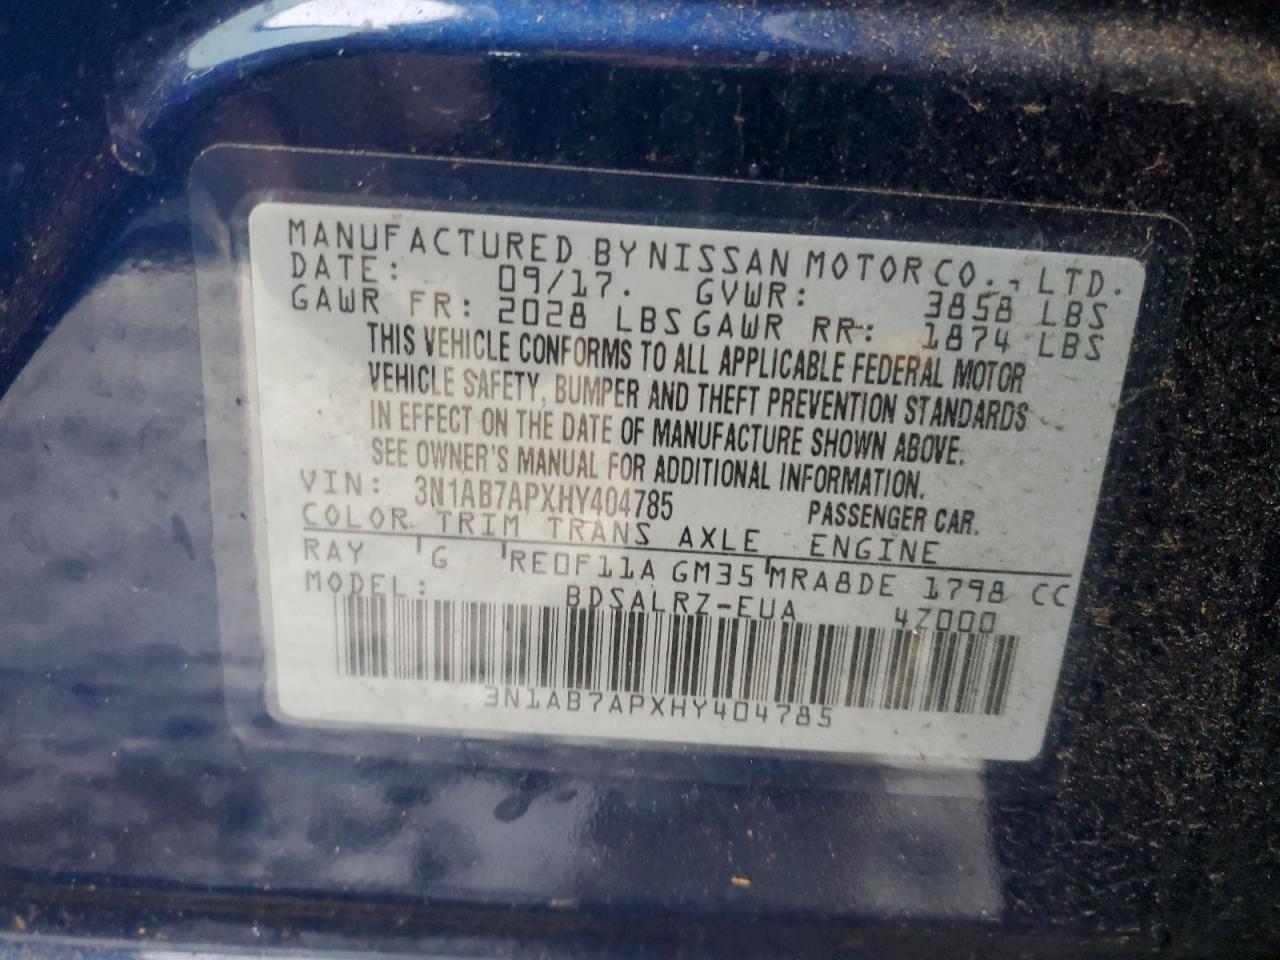 MANUFACTURED BY NISSAN MOTOR CO., LTD.
DATE: 09/17. GVWR: 3858 LBS
GAWR FR: 2028 LBS GAWR RR: 1874 LBS
THIS VEHICLE CONFORMS TO ALL APPLICABLE FEDERAL MOTOR
VEHICLE SAFETY, BUMPER AND THEFT PREVENTION STANDARDS
IN EFFECT ON THE DATE OF MANUFACTURE SHOWN ABOVE.
SEE OWNER'S MANUAL FOR ADDITIONAL INFORMATION.
VIN: 3N1AB7APXHY404785 PASSENGER CAR.
COLOR TRIM TRANS AXLE ENGINE
RAY G RE0F11A GM35 MRA8DE 1798 CC
MODEL: BDSALRZ-EUA 4Z000
3N1AB7APXHY404785